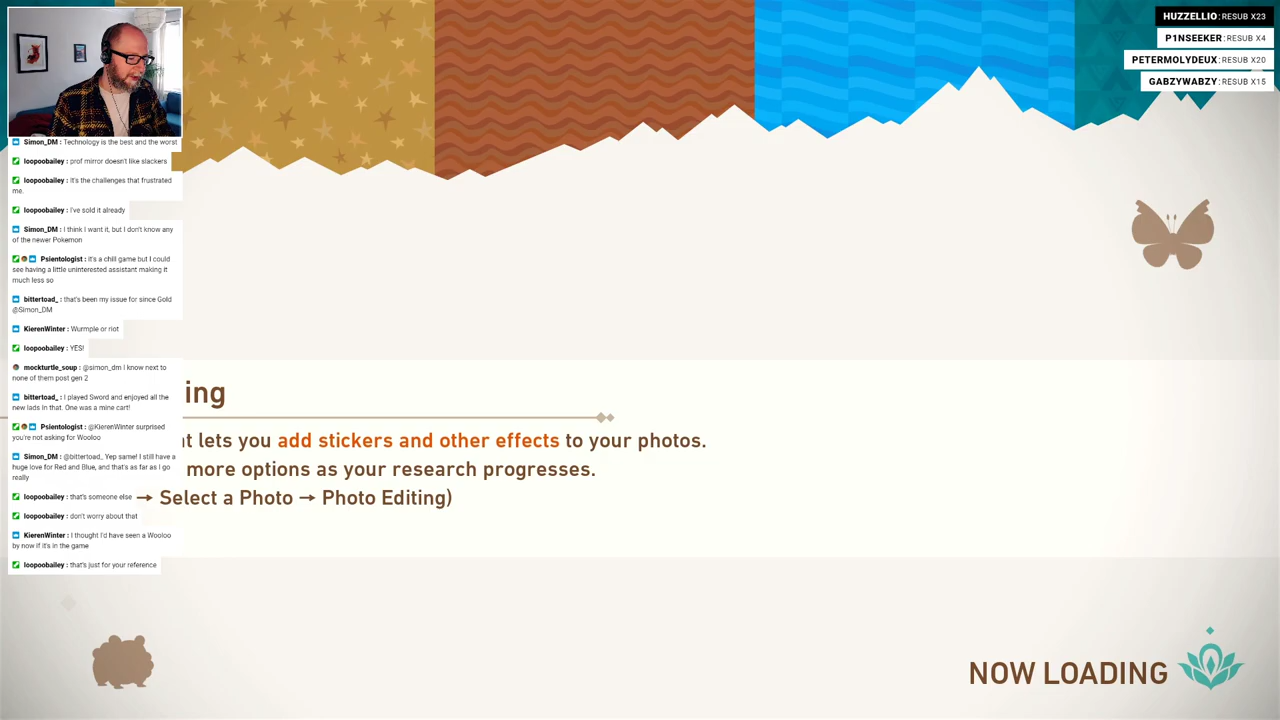 HUZZELLIO: RESUB X23
P1NSEEKER: RESUB X4
PETERMOLYDEUX: RESUB X20
GABZYWABZY: RESUB X15
Simon_DM : Technology is the best and the worst
loopoobailey : prof mirror doesn't like slackers
loopoobailey : It's the challenges that frustrated
me.
loopoobailey : I've sold it already
Simon_DM : I think I want it, but I don't know any
of the newer Pokemon
Psientologist : it's a chill game but I could
see having a little uninterested assistant making it
much less so
bittertoad_ : that's been my issue for since Gold
@Simon_DM
KierenWinter : Wurmple or riot
loopoobailey : YES!
mockturtle_soup : @simon_dm I know next to
none of them post gen 2
bittertoad_ : I played Sword and enjoyed all the
new lads in that. One was a mine cart!
Psientologist : @KierenWinter surprised
you're not asking for Wooloo
Simon_DM : @bittertoad_ Yep same! I still have a
huge love for Red and Blue, and that's as far as I go
really
loopoobailey : that's someone else
loopoobailey : don't worry about that
KierenWinter : I thought I'd have seen a Wooloo
by now if it's in the game
loopoobailey : that's just for your reference
ing
t lets you add stickers and other effects to your photos.
more options as your research progresses.
→ Select a Photo → Photo Editing)
NOW LOADING